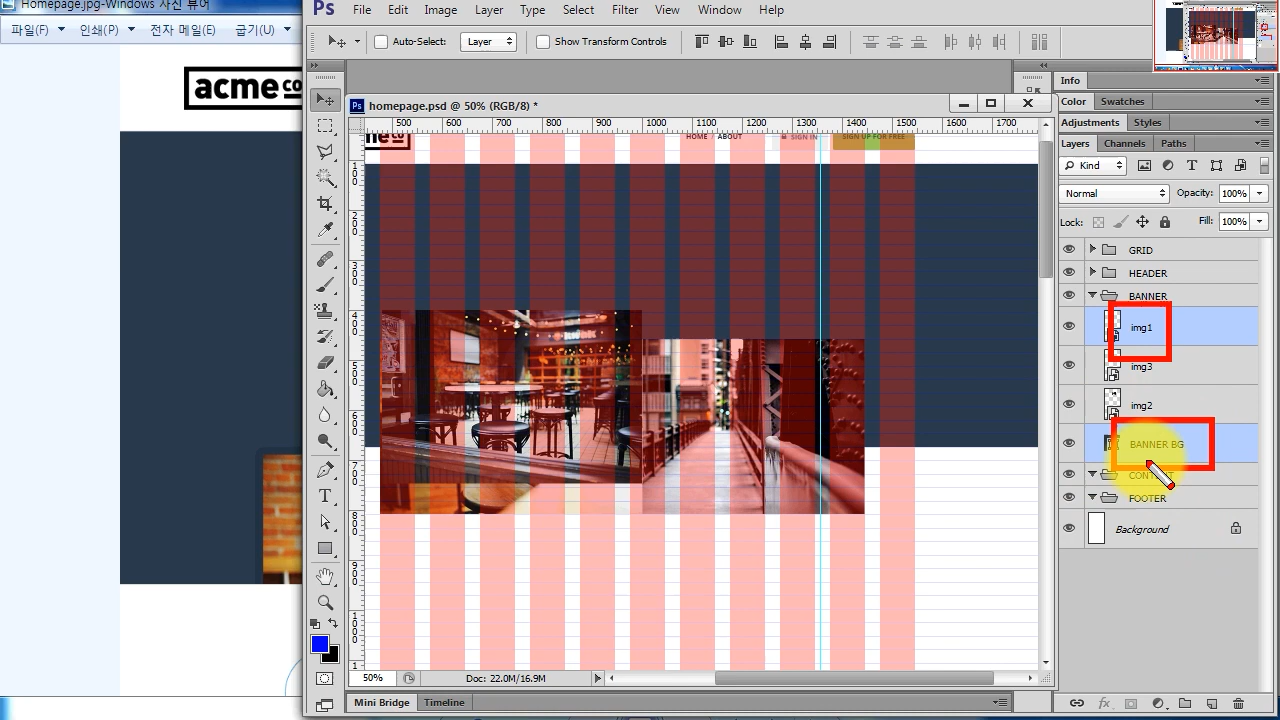 Homepage.jpg-Windows 사진 뷰어
파일(F) 인쇄(P) 전자 메일(E) 굽기(U)
acme co
Ps File Edit Image Layer Type Select Filter View Window Help
Auto-Select: Layer Show Transform Controls
homepage.psd @ 50% (RGB/8) *
500 600 700 800 900 1000 1100 1200 1300 1400 1500 1600 1700
HOME ABOUT SIGN IN SIGN UP FOR FREE
50% Doc: 22.0M/16.9M
Mini Bridge Timeline
Info
Color Swatches
Adjustments Styles
Layers Channels Paths
Kind
Normal Opacity: 100%
Lock: Fill: 100%
GRID
HEADER
BANNER
img1
img3
img2
BANNER BG
FOOTER
Background